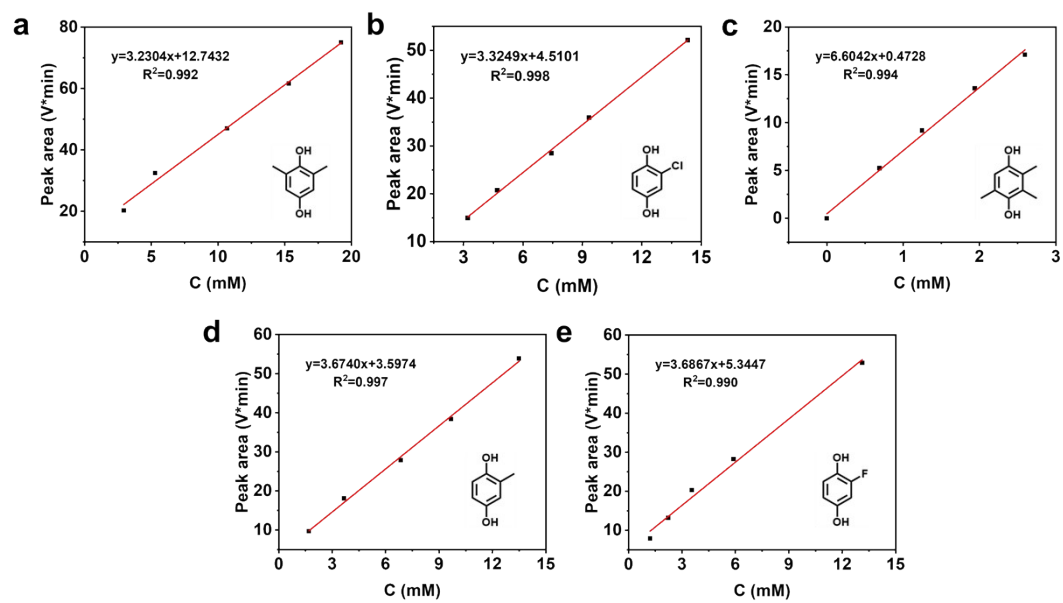 a
y=3.2304x+12.7432
R²=0.992
80
60
40
20
Peak area (V*min)
0
5
10
15
20
C (mM)
OH
OH
b
y=3.3249x+4.5101
R²=0.998
50
40
30
20
10
Peak area (V*min)
3
6
9
12
15
C (mM)
OH
Cl
OH
c
y=6.6042x+0.4728
R²=0.994
20
15
10
5
0
Peak area (V*min)
0
1
2
3
C (mM)
OH
OH
d
y=3.6740x+3.5974
R²=0.997
60
50
40
30
20
10
Peak area (V*min)
0
3
6
9
12
15
C (mM)
OH
OH
e
y=3.6867x+5.3447
R²=0.990
60
50
40
30
20
10
Peak area (V*min)
0
3
6
9
12
15
C (mM)
OH
F
OH